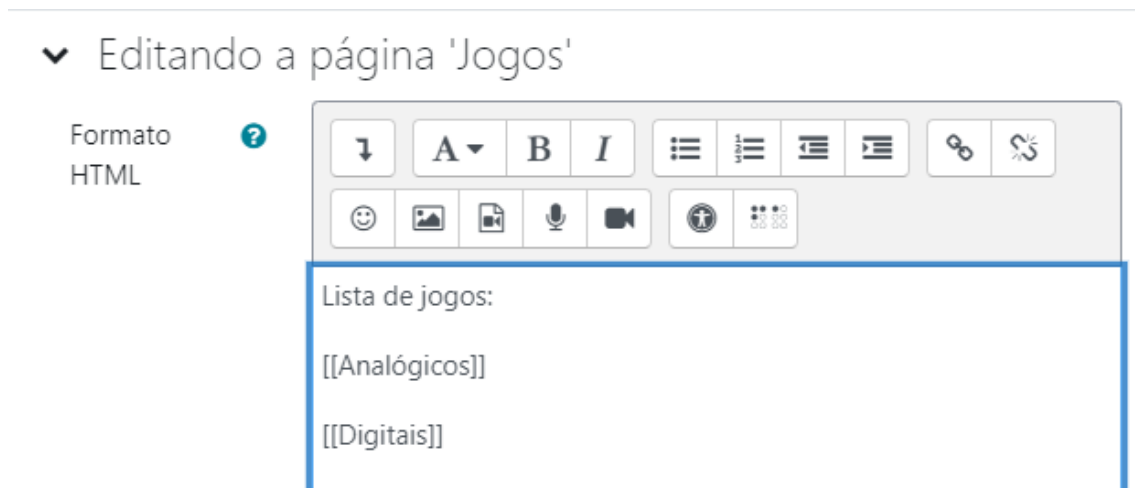 Editando a página 'Jogos'
Formato
HTML
A B I
Lista de jogos:
[[Analógicos]]
[[Digitais]]